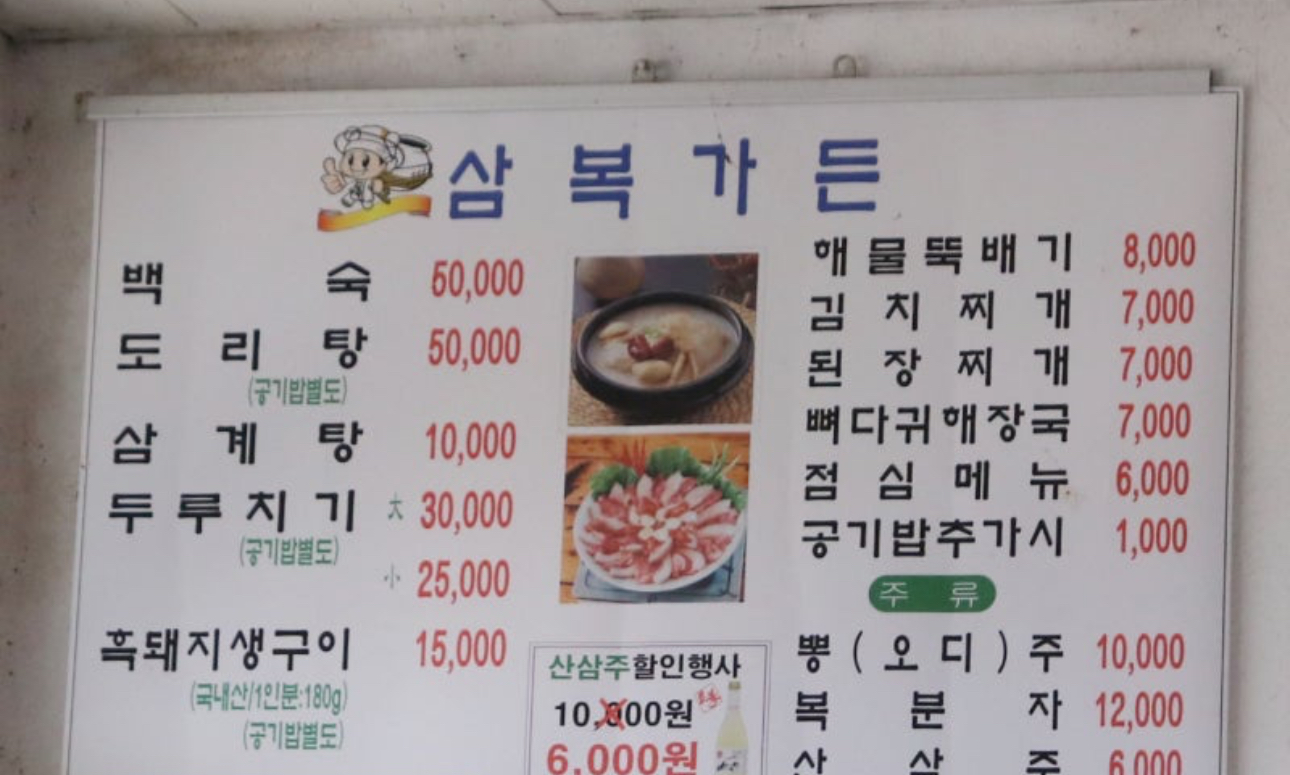 삼복가든
백숙 50,000
도리탕 50,000
(공기밥별도)
삼계탕 10,000
두루치기 大 30,000
(공기밥별도)
小 25,000
흑돼지생구이 15,000
(국내산/1인분:180g)
(공기밥별도)
산삼주할인행사
10,000원
6,000원
해물뚝배기 8,000
김치찌개 7,000
된장찌개 7,000
뼈다귀해장국 7,000
점심메뉴 6,000
공기밥추가시 1,000
주류
뽕(오디)주 10,000
복분자 12,000
산삼주 6,000